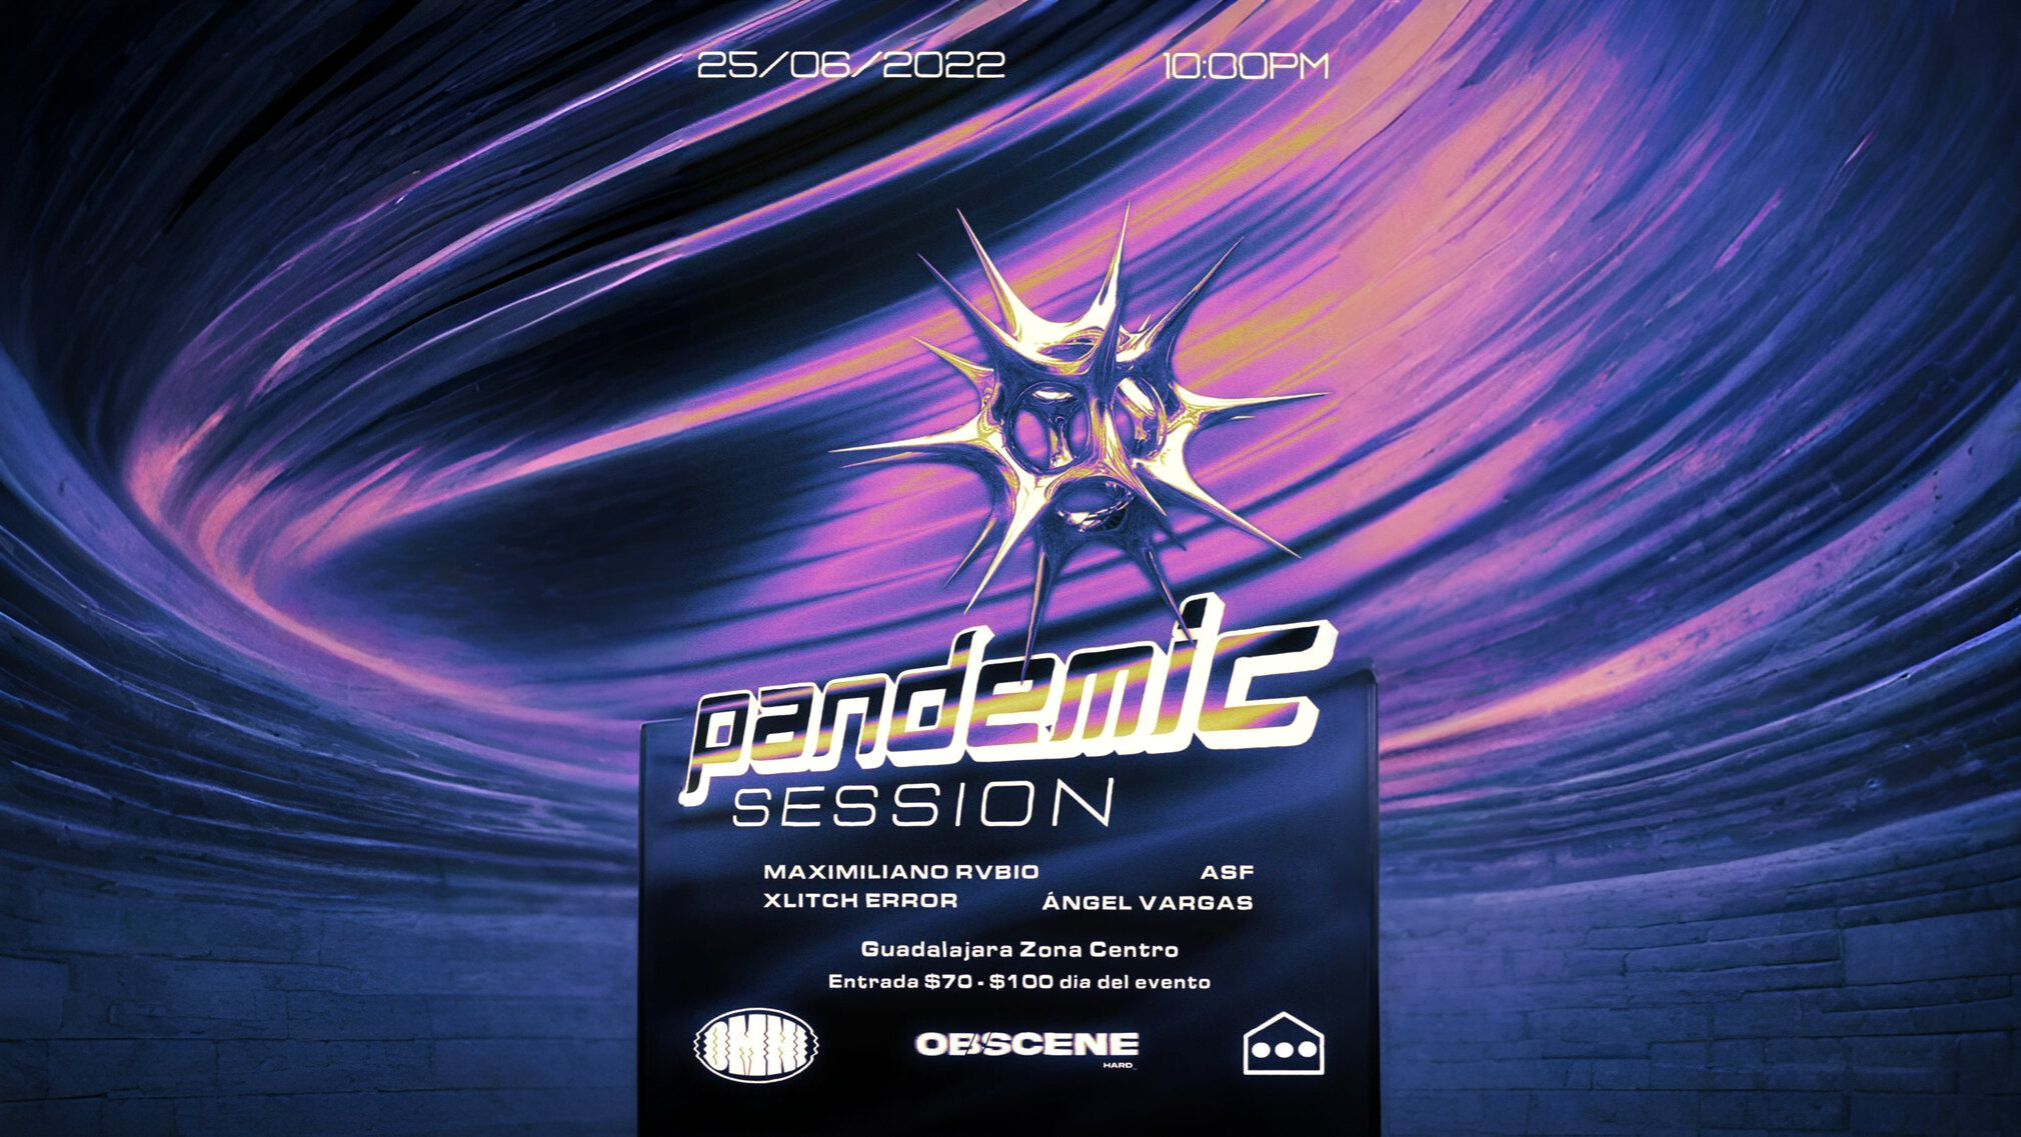 25/06/2022 10:00PM
pandemic
SESSION
MAXIMILIANO RVBIO ASF
XLITCH ERROR ÁNGEL VARGAS
Guadalajara Zona Centro
Entrada $70 - $100 dia del evento
OBSCENE
HARD_